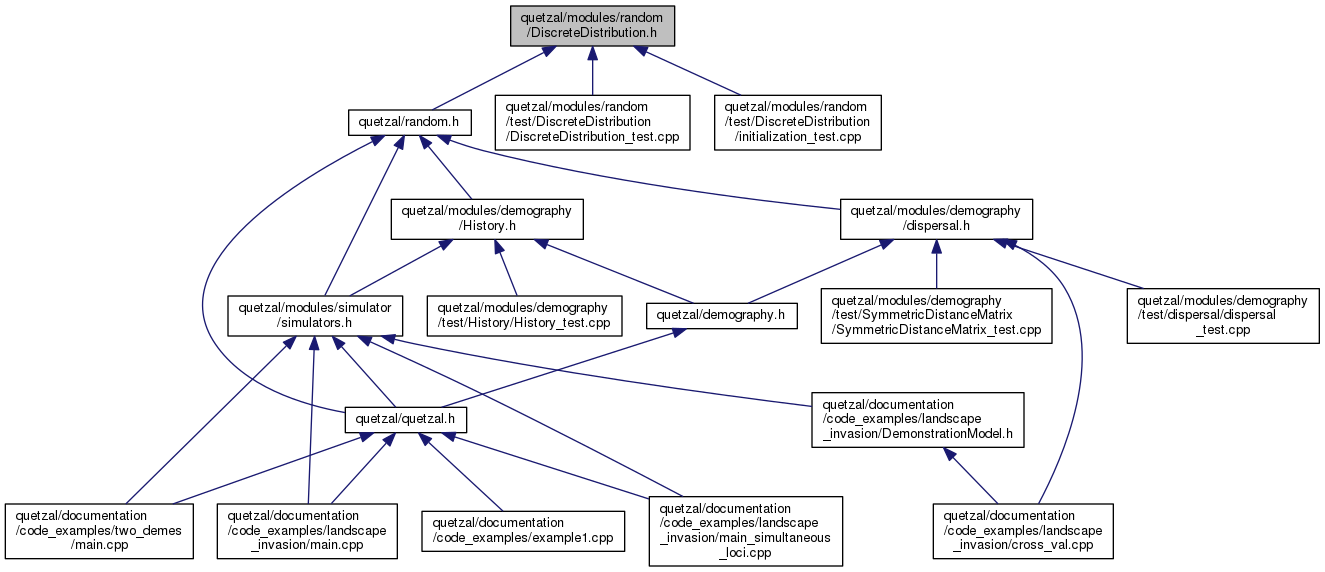 quetzal/modules/random
/DiscreteDistribution.h
quetzal/random.h
quetzal/modules/random
/test/DiscreteDistribution
/DiscreteDistribution_test.cpp
quetzal/modules/random
/test/DiscreteDistribution
/initialization_test.cpp
quetzal/modules/demography
/History.h
quetzal/modules/demography
/dispersal.h
quetzal/modules/simulator
/simulators.h
quetzal/modules/demography
/test/History/History_test.cpp
quetzal/demography.h
quetzal/modules/demography
/test/SymmetricDistanceMatrix
/SymmetricDistanceMatrix_test.cpp
quetzal/modules/demography
/test/dispersal/dispersal
_test.cpp
quetzal/quetzal.h
quetzal/documentation
/code_examples/landscape
_invasion/DemonstrationModel.h
quetzal/documentation
/code_examples/two_demes
/main.cpp
quetzal/documentation
/code_examples/landscape
_invasion/main.cpp
quetzal/documentation
/code_examples/example1.cpp
quetzal/documentation
/code_examples/landscape
_invasion/main_simultaneous
_loci.cpp
quetzal/documentation
/code_examples/landscape
_invasion/cross_val.cpp